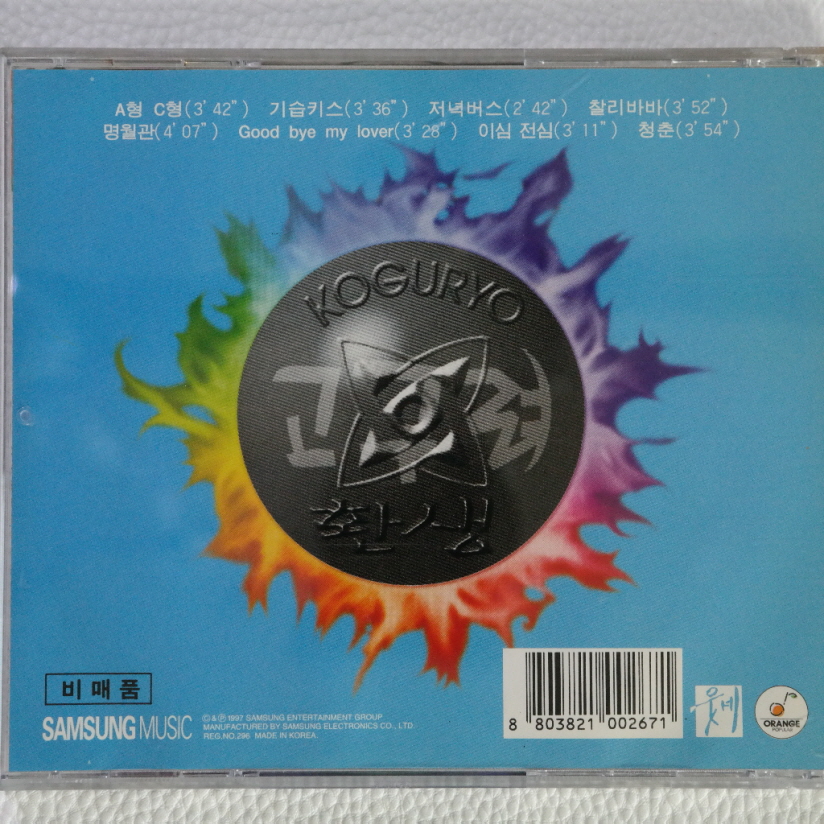 A형 C형(3' 42") 기습키스(3' 36") 저녁버스(2' 42") 찰리바바(3' 52")
명월관(4' 07") Good bye my lover(3' 28") 이심 전심(3' 11") 청춘(3' 54")
KOGURYO
고구려
탄생
비매품
SAMSUNG MUSIC
©&℗1997 SAMSUNG ENTERTAINMENT GROUP
MANUFACTURED BY SAMSUNG ELECTRONICS CO., LTD.
REG.NO.296 MADE IN KOREA.
8 803821 002671
ORANGE